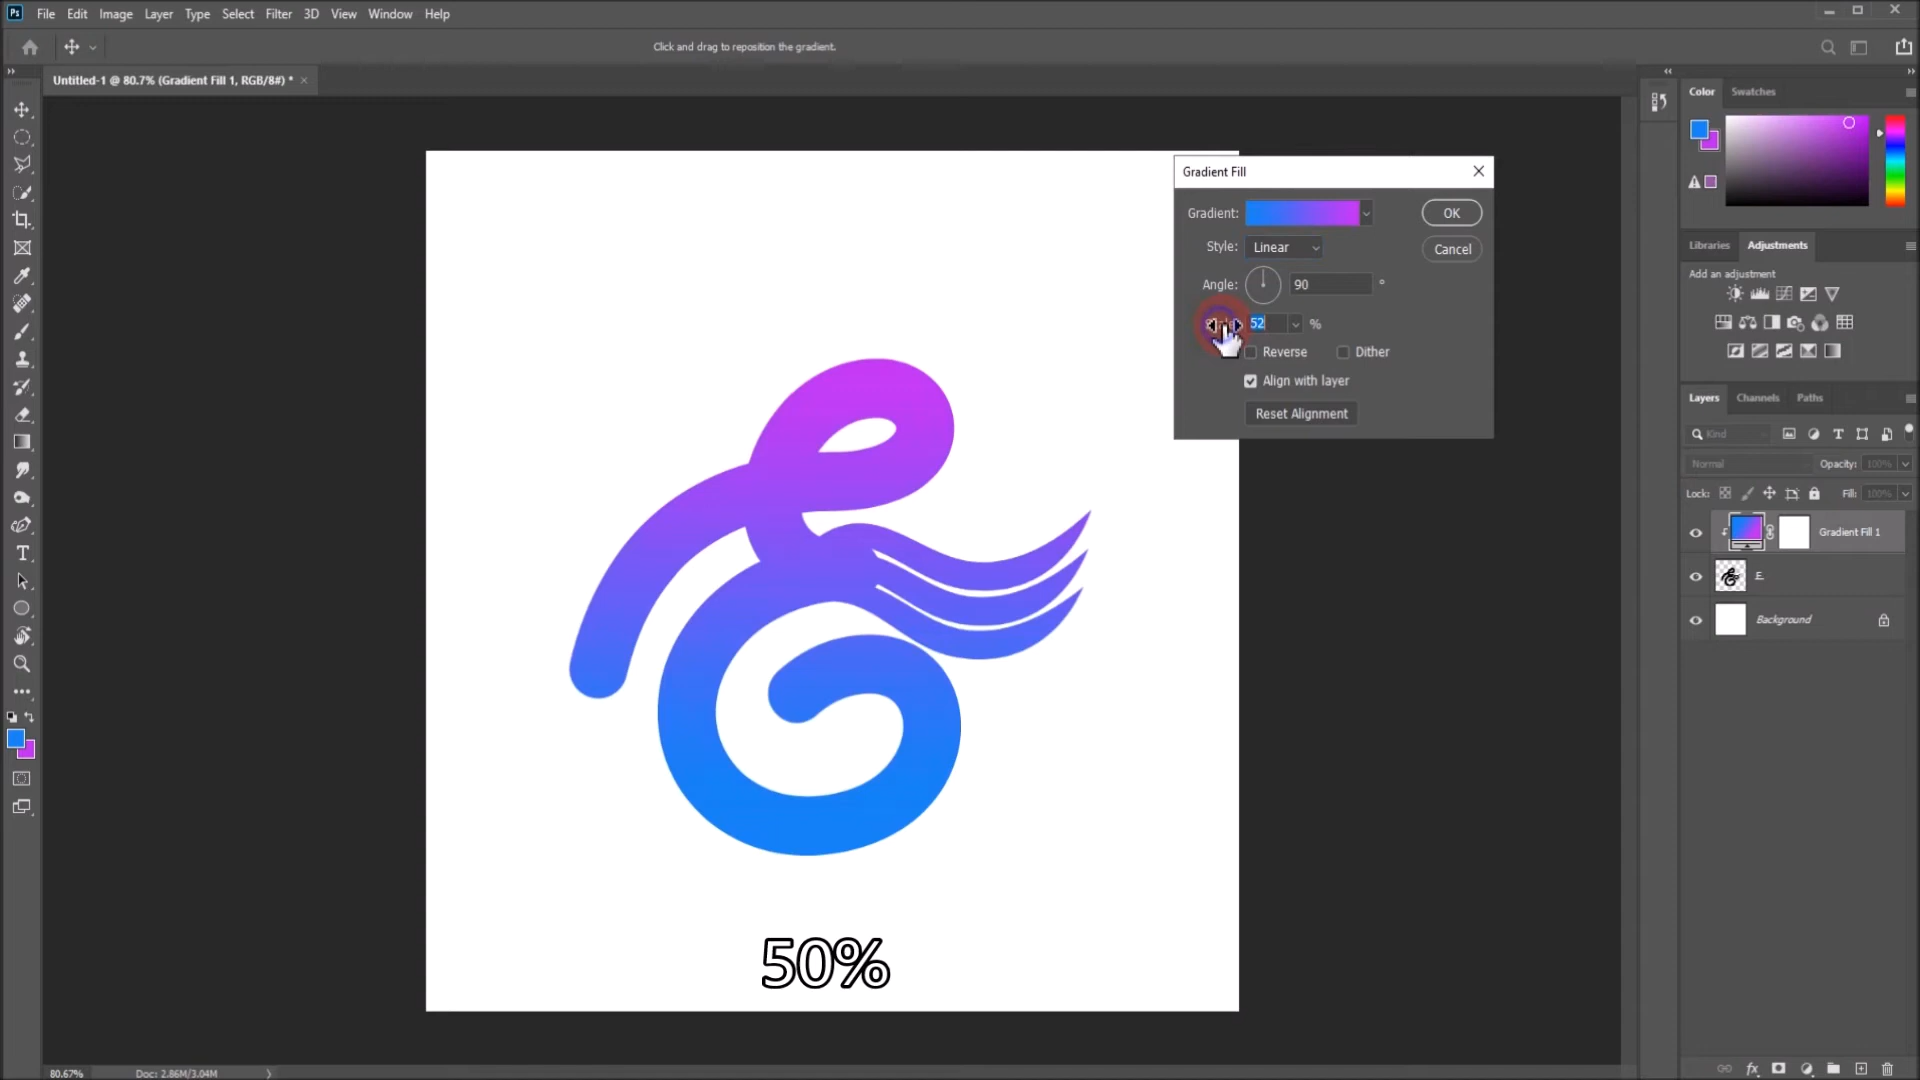 Ps File Edit Image Layer Type Select Filter 3D View Window Help
Click and drag to reposition the gradient.
Untitled-1 @ 80.7% (Gradient Fill 1, RGB/8#) * ×
Color Swatches
Gradient Fill
Gradient: OK
Style: Linear Cancel
Angle: 90 °
52 %
Reverse Dither
Align with layer
Reset Alignment
Libraries Adjustments
Add an adjustment
Layers Channels Paths
Kind
Normal Opacity: 100%
Lock: Fill: 100%
Gradient Fill 1
E
Background
50%
80.67% Doc: 2.86M/3.04M